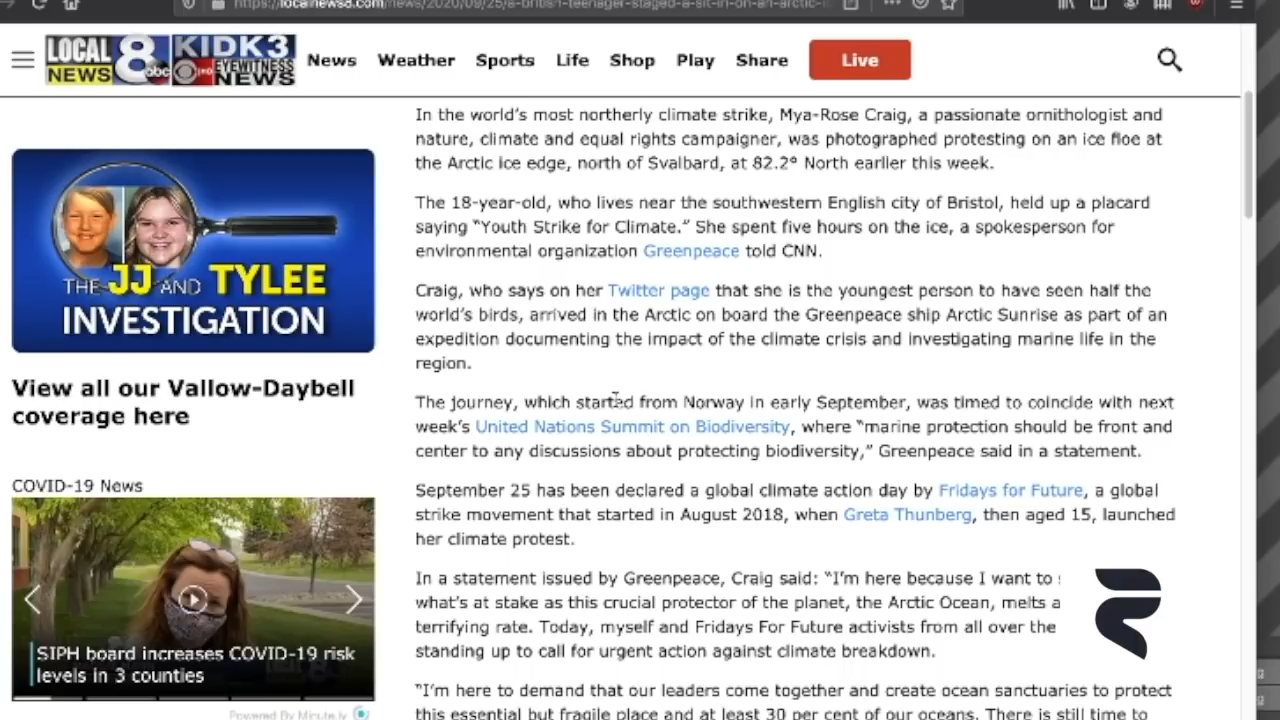 https://localnews8.com/news/2020/09/25/a-british-teenager-staged-a-sit-in-on-an-arctic-i
LOCAL
NEWS
8
abc
KIDK3
EYEWITNESS
NEWS
News
Weather
Sports
Life
Shop
Play
Share
Live
THE JJ AND TYLEE
INVESTIGATION
View all our Vallow-Daybell
coverage here
COVID-19 News
SIPH board increases COVID-19 risk
levels in 3 counties
Powered By Minute.ly
In the world's most northerly climate strike, Mya-Rose Craig, a passionate ornithologist and
nature, climate and equal rights campaigner, was photographed protesting on an ice floe at
the Arctic ice edge, north of Svalbard, at 82.2° North earlier this week.
The 18-year-old, who lives near the southwestern English city of Bristol, held up a placard
saying “Youth Strike for Climate.” She spent five hours on the ice, a spokesperson for
environmental organization Greenpeace told CNN.
Craig, who says on her Twitter page that she is the youngest person to have seen half the
world's birds, arrived in the Arctic on board the Greenpeace ship Arctic Sunrise as part of an
expedition documenting the impact of the climate crisis and investigating marine life in the
region.
The journey, which started from Norway in early September, was timed to coincide with next
week's United Nations Summit on Biodiversity, where “marine protection should be front and
center to any discussions about protecting biodiversity,” Greenpeace said in a statement.
September 25 has been declared a global climate action day by Fridays for Future, a global
strike movement that started in August 2018, when Greta Thunberg, then aged 15, launched
her climate protest.
In a statement issued by Greenpeace, Craig said: “I'm here because I want to
what's at stake as this crucial protector of the planet, the Arctic Ocean, melts a
terrifying rate. Today, myself and Fridays For Future activists from all over the
standing up to call for urgent action against climate breakdown.
“I'm here to demand that our leaders come together and create ocean sanctuaries to protect
this essential but fragile place and at least 30 per cent of our oceans. There is still time to